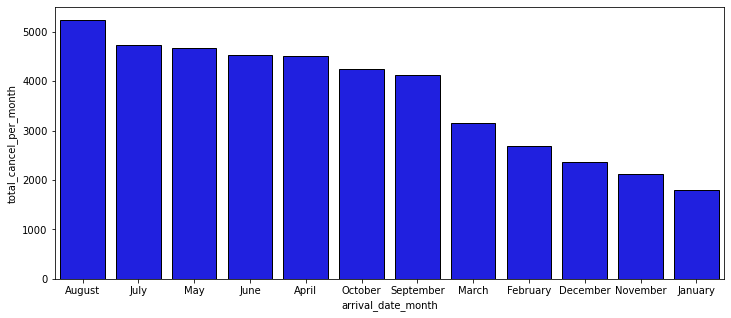 total_cancel_per_month
5000
4000
3000
2000
1000
0
August July May June April October September March February December November January
arrival_date_month